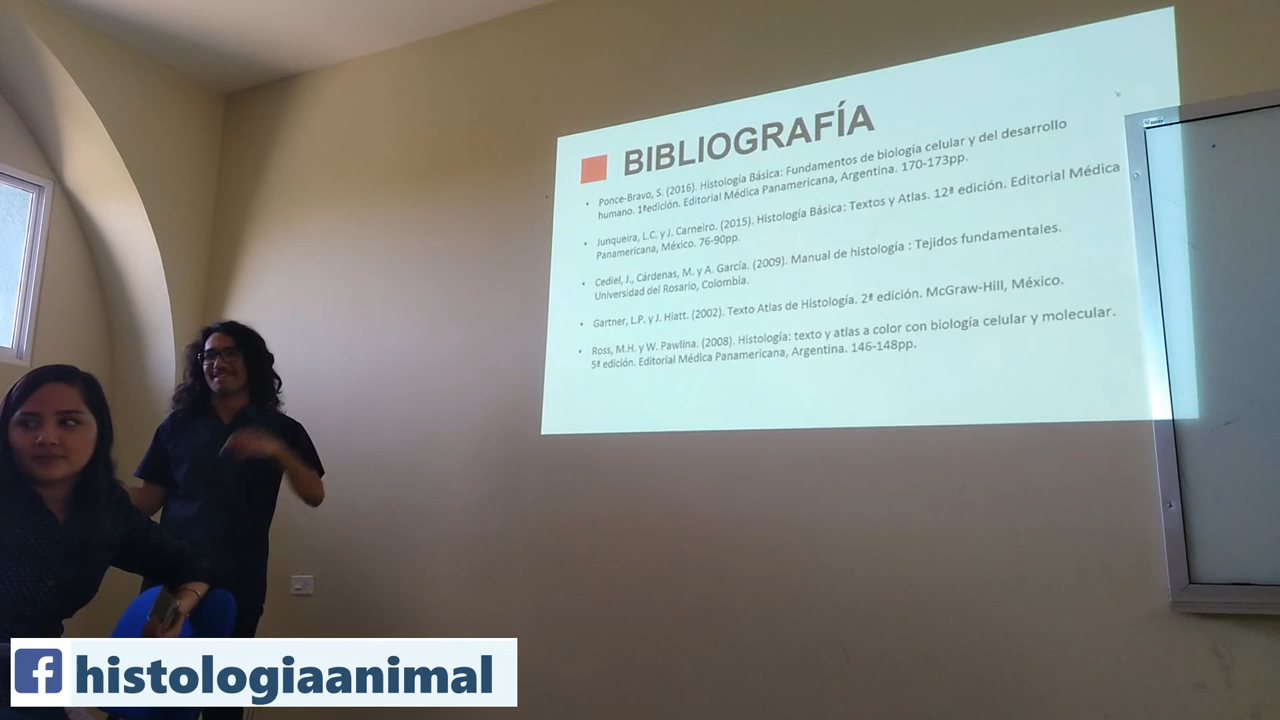 BIBLIOGRAFÍA
• Ponce-Bravo, S. (2016). Histología Básica: Fundamentos de biología celular y del desarrollo
humano. 1ªedición. Editorial Médica Panamericana, Argentina. 170-173pp.
• Junqueira, L.C. y J. Carneiro. (2015). Histología Básica: Textos y Atlas. 12ª edición. Editorial Médica
Panamericana, México. 76-90pp.
• Cediel, J., Cárdenas, M. y A. García. (2009). Manual de histología : Tejidos fundamentales.
Universidad del Rosario, Colombia.
• Gartner, L.P. y J. Hiatt. (2002). Texto Atlas de Histología. 2ª edición. McGraw-Hill, México.
• Ross, M.H. y W. Pawlina. (2008). Histología: texto y atlas a color con biología celular y molecular.
5ª edición. Editorial Médica Panamericana, Argentina. 146-148pp.
f histologiaanimal